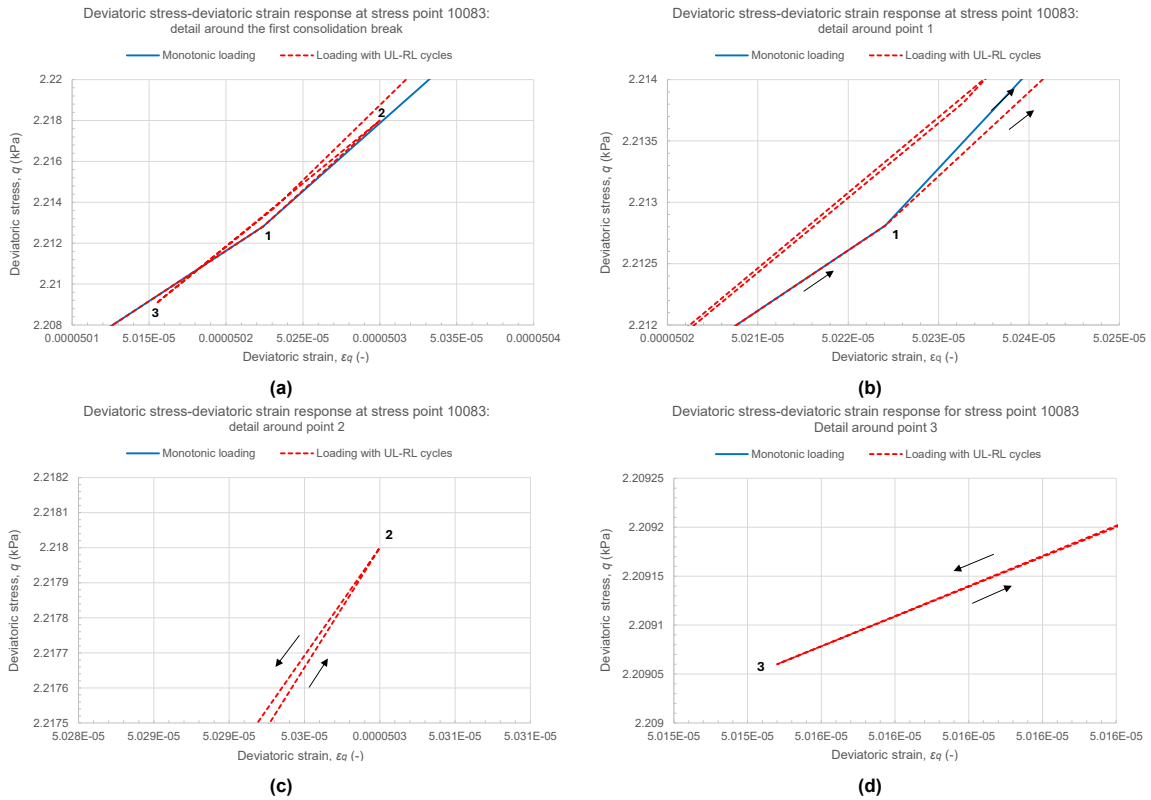 Deviatoric stress-deviatoric strain response at stress point 10083:
detail around the first consolidation break
Monotonic loading
Loading with UL-RL cycles
Deviatoric stress, q (kPa)
2.22
2.218
2.216
2.214
2.212
2.21
2.208
2
1
3
0.0000501 5.015E-05 0.0000502 5.025E-05 0.0000503 5.035E-05 0.0000504
Deviatoric strain, εq (-)
(a)
Deviatoric stress-deviatoric strain response at stress point 10083:
detail around point 1
Monotonic loading
Loading with UL-RL cycles
Deviatoric stress, q (kPa)
2.214
2.2135
2.213
2.2125
2.212
1
0.0000502 5.021E-05 5.022E-05 5.023E-05 5.024E-05 5.025E-05
Deviatoric strain, εq (-)
(b)
Deviatoric stress-deviatoric strain response at stress point 10083:
detail around point 2
Monotonic loading
Loading with UL-RL cycles
Deviatoric stress, q (kPa)
2.2182
2.2181
2.218
2.2179
2.2178
2.2177
2.2176
2.2175
2
5.028E-05 5.029E-05 5.029E-05 5.03E-05 0.0000503 5.031E-05 5.031E-05
Deviatoric strain, εq (-)
(c)
Deviatoric stress-deviatoric strain response for stress point 10083
Detail around point 3
Monotonic loading
Loading with UL-RL cycles
Deviatoric stress, q (kPa)
2.20925
2.2092
2.20915
2.2091
2.20905
2.209
3
5.015E-05 5.016E-05 5.016E-05 5.016E-05 5.016E-05 5.016E-05 5.016E-05
Deviatoric strain, εq (-)
(d)